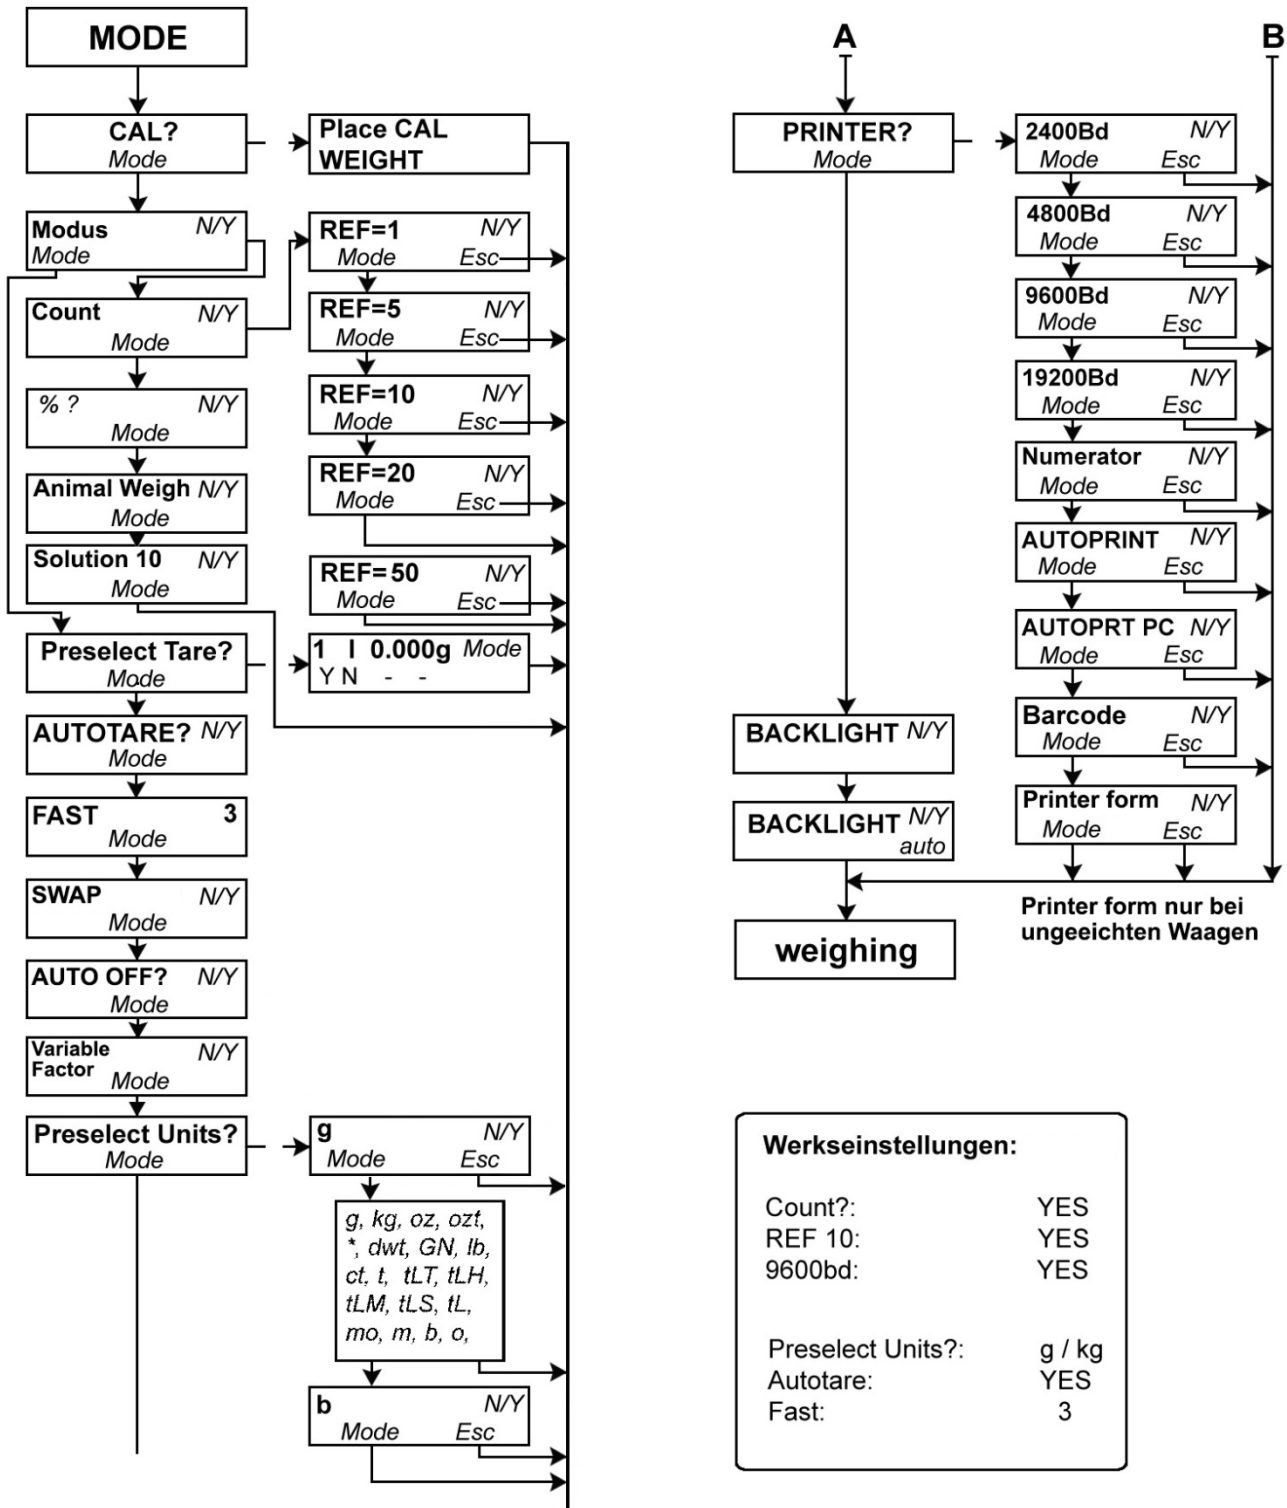 MODE
CAL?
Mode
Place CAL
WEIGHT
Modus N/Y
Mode
REF=1 N/Y
Mode Esc
Count N/Y
Mode
REF=5 N/Y
Mode Esc
% ? N/Y
Mode
REF=10 N/Y
Mode Esc
Animal Weigh N/Y
Mode
REF=20 N/Y
Mode Esc
Solution 10 N/Y
Mode
REF=50 N/Y
Mode Esc
Preselect Tare?
Mode
1 I 0.000g Mode
Y N - -
AUTOTARE? N/Y
Mode
FAST 3
Mode
SWAP N/Y
Mode
AUTO OFF? N/Y
Mode
Variable N/Y
Factor
Mode
Preselect Units?
Mode
g N/Y
Mode Esc
g, kg, oz, ozt,
*, dwt, GN, lb,
ct, t, tLT, tLH,
tLM, tLS, tL,
mo, m, b, o,
b N/Y
Mode Esc
A
B
PRINTER?
Mode
2400Bd N/Y
Mode Esc
4800Bd N/Y
Mode Esc
9600Bd N/Y
Mode Esc
19200Bd N/Y
Mode Esc
Numerator N/Y
Mode Esc
AUTOPRINT N/Y
Mode Esc
AUTOPRT PC N/Y
Mode Esc
Barcode N/Y
Mode Esc
Printer form N/Y
Mode Esc
BACKLIGHT N/Y
BACKLIGHT N/Y
auto
Printer form nur bei
ungeeichten Waagen
weighing
Werkseinstellungen:
Count?: YES
REF 10: YES
9600bd: YES
Preselect Units?: g / kg
Autotare: YES
Fast: 3